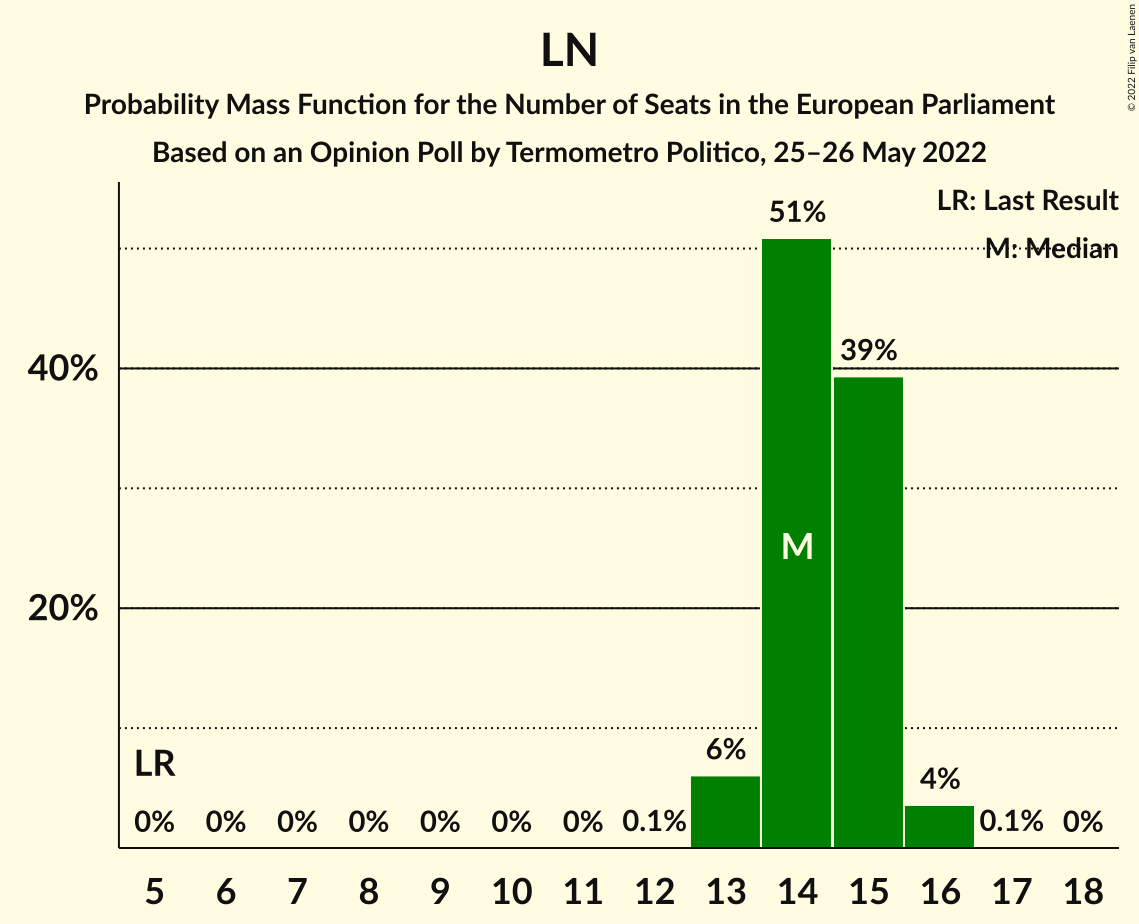 LN
Probability Mass Function for the Number of Seats in the European Parliament
Based on an Opinion Poll by Termometro Politico, 25–26 May 2022
© 2022 Filip van Laenen
LR: Last Result
M: Median
51%
39%
40%
M
20%
6%
LR
4%
0% 0% 0% 0% 0% 0% 0% 0.1% 0.1% 0%
5 6 7 8 9 10 11 12 13 14 15 16 17 18